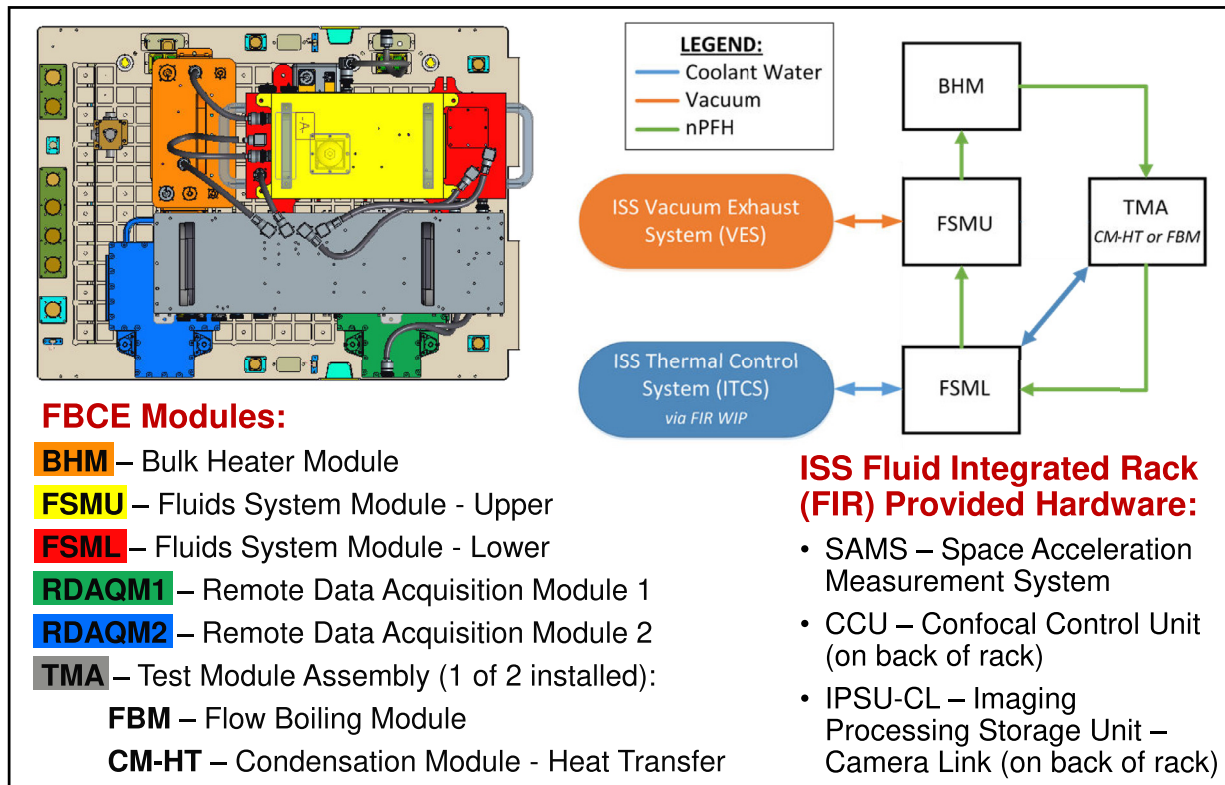 -A-
LEGEND:
Coolant Water
Vacuum
nPFH
BHM
ISS Vacuum Exhaust
System (VES)
FSMU
TMA
CM-HT or FBM
ISS Thermal Control
System (ITCS)
via FIR WIP
FSML
FBCE Modules:
BHM – Bulk Heater Module
FSMU – Fluids System Module - Upper
FSML – Fluids System Module - Lower
RDAQM1 – Remote Data Acquisition Module 1
RDAQM2 – Remote Data Acquisition Module 2
TMA – Test Module Assembly (1 of 2 installed):
FBM – Flow Boiling Module
CM-HT – Condensation Module - Heat Transfer
ISS Fluid Integrated Rack
(FIR) Provided Hardware:
• SAMS – Space Acceleration
Measurement System
• CCU – Confocal Control Unit
(on back of rack)
• IPSU-CL – Imaging
Processing Storage Unit –
Camera Link (on back of rack)